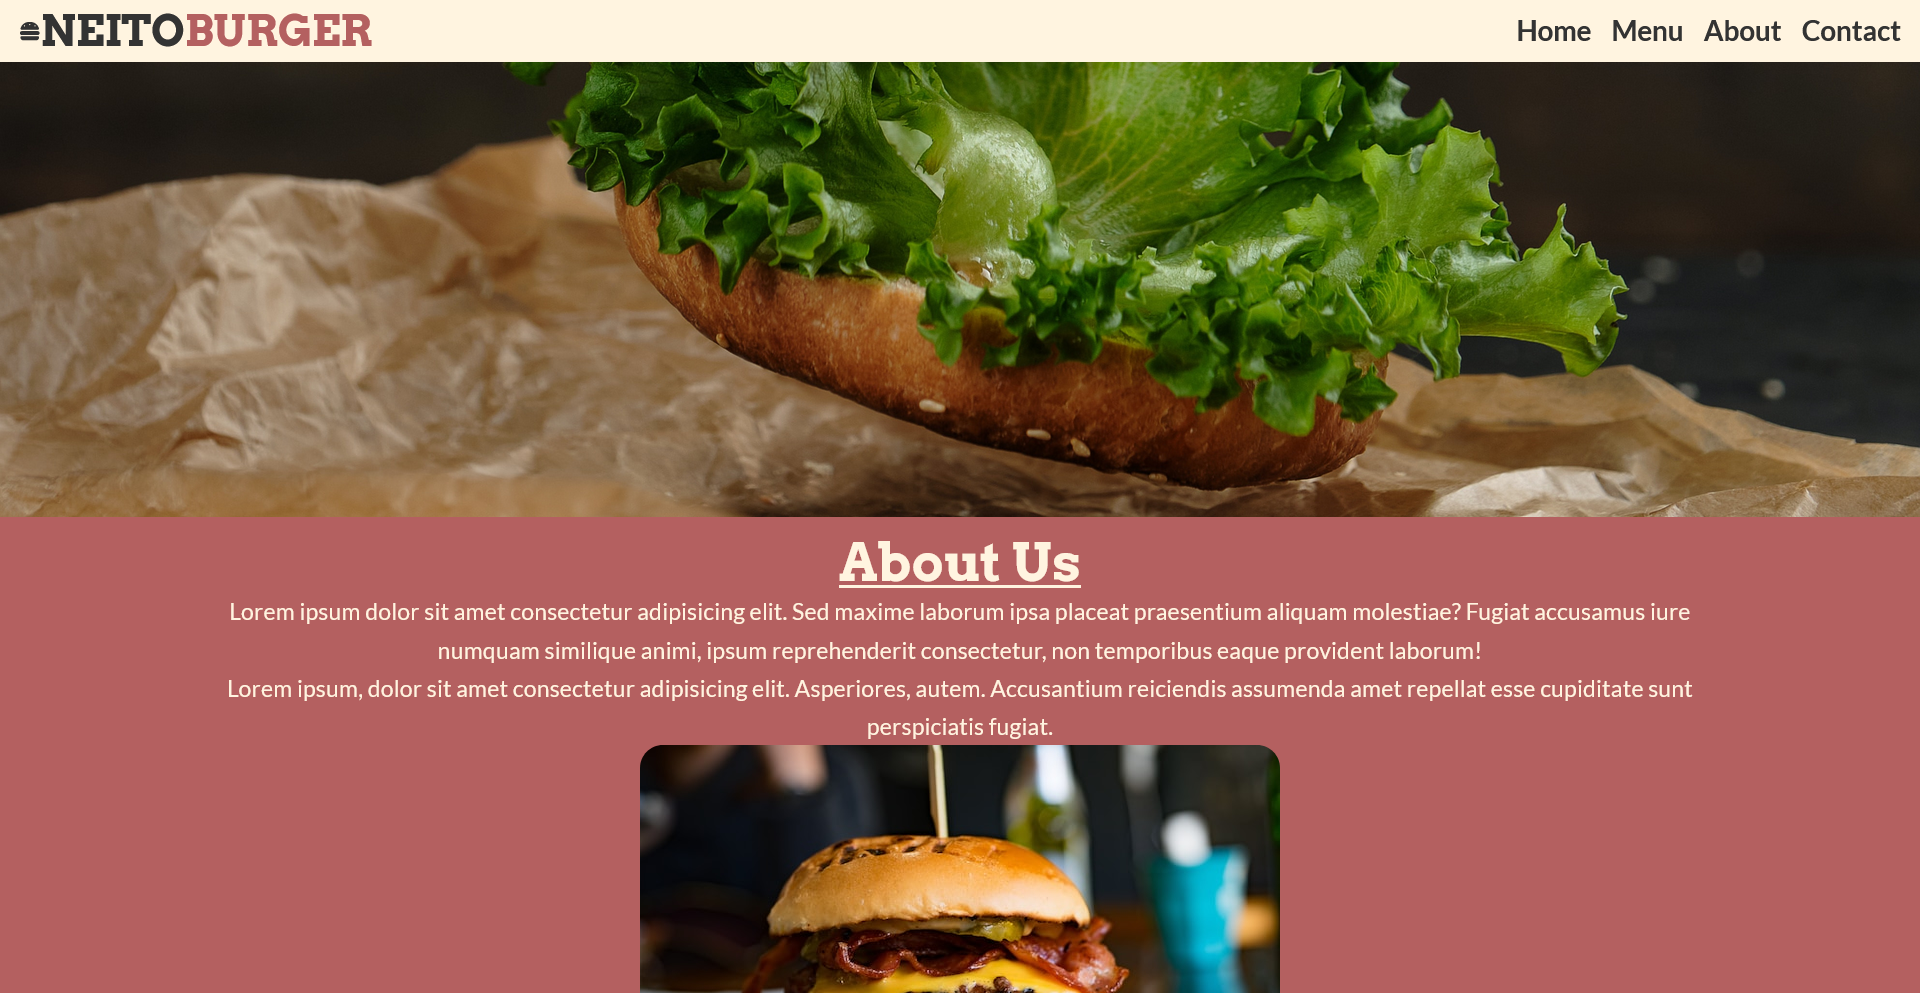 NEITOBURGER
Home Menu About Contact
About Us
Lorem ipsum dolor sit amet consectetur adipisicing elit. Sed maxime laborum ipsa placeat praesentium aliquam molestiae? Fugiat accusamus iure
numquam similique animi, ipsum reprehenderit consectetur, non temporibus eaque provident laborum!
Lorem ipsum, dolor sit amet consectetur adipisicing elit. Asperiores, autem. Accusantium reiciendis assumenda amet repellat esse cupiditate sunt
perspiciatis fugiat.